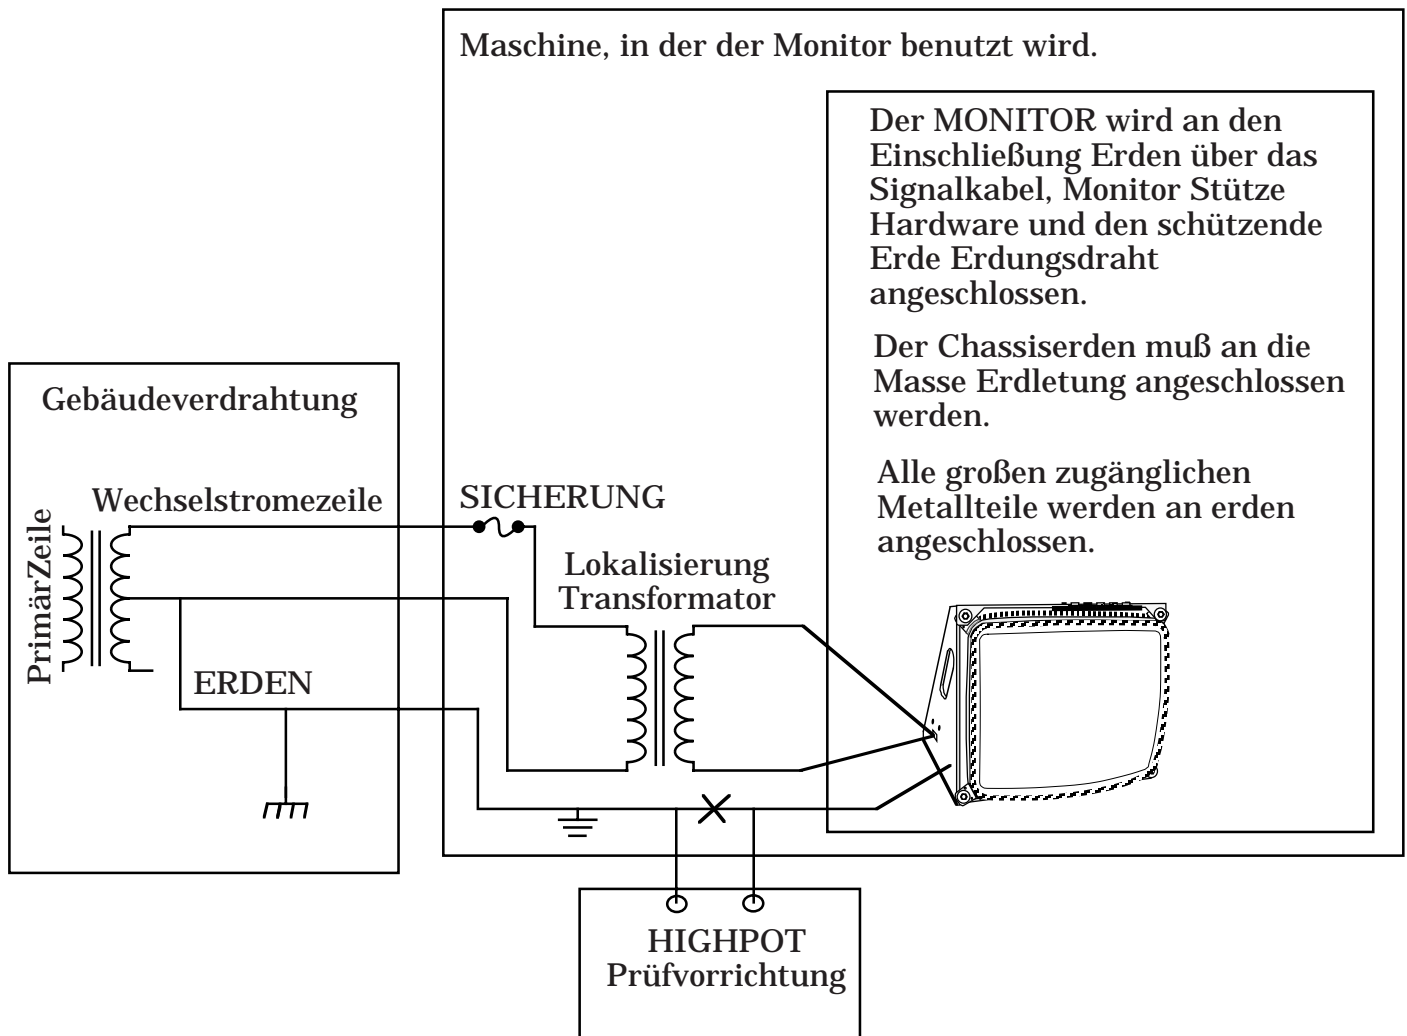 Maschine, in der der Monitor benutzt wird.
Der MONITOR wird an den
Einschließung Erden über das
Signalkabel, Monitor Stütze
Hardware und den schützende
Erde Erdungsdraht
angeschlossen.
Der Chassiserden muß an die
Masse Erdletung angeschlossen
werden.
Alle großen zugänglichen
Metallteile werden an erden
angeschlossen.
Gebäudeverdrahtung
Wechselstromezeile
PrimärZeile
ERDEN
SICHERUNG
Lokalisierung
Transformator
HIGHPOT
Prüfvorrichtung